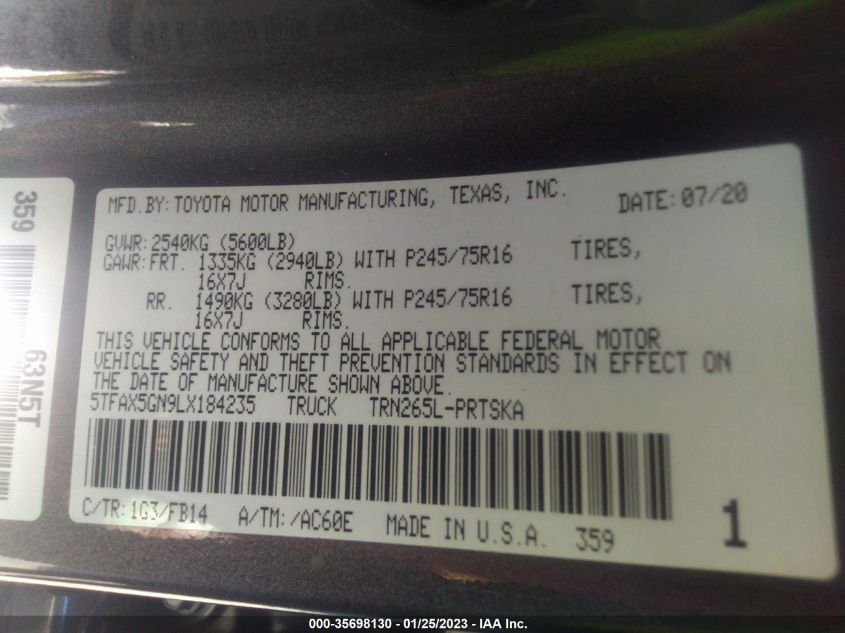 359
63N5T
MFD.BY:TOYOTA MOTOR MANUFACTURING, TEXAS, INC. DATE:07/20
GVWR:2540KG (5600LB)
GAWR:FRT. 1335KG (2940LB) WITH P245/75R16 TIRES,
16X7J RIMS.
RR. 1490KG (3280LB) WITH P245/75R16 TIRES,
16X7J RIMS.
THIS VEHICLE CONFORMS TO ALL APPLICABLE FEDERAL MOTOR
VEHICLE SAFETY AND THEFT PREVENTION STANDARDS IN EFFECT ON
THE DATE OF MANUFACTURE SHOWN ABOVE.
5TFAX5GN9LX184235 TRUCK TRN265L-PRTSKA
C/TR:1G3/FB14 A/TM:/AC60E MADE IN U.S.A. 359 1
000-35698130 - 01/25/2023 - IAA Inc.